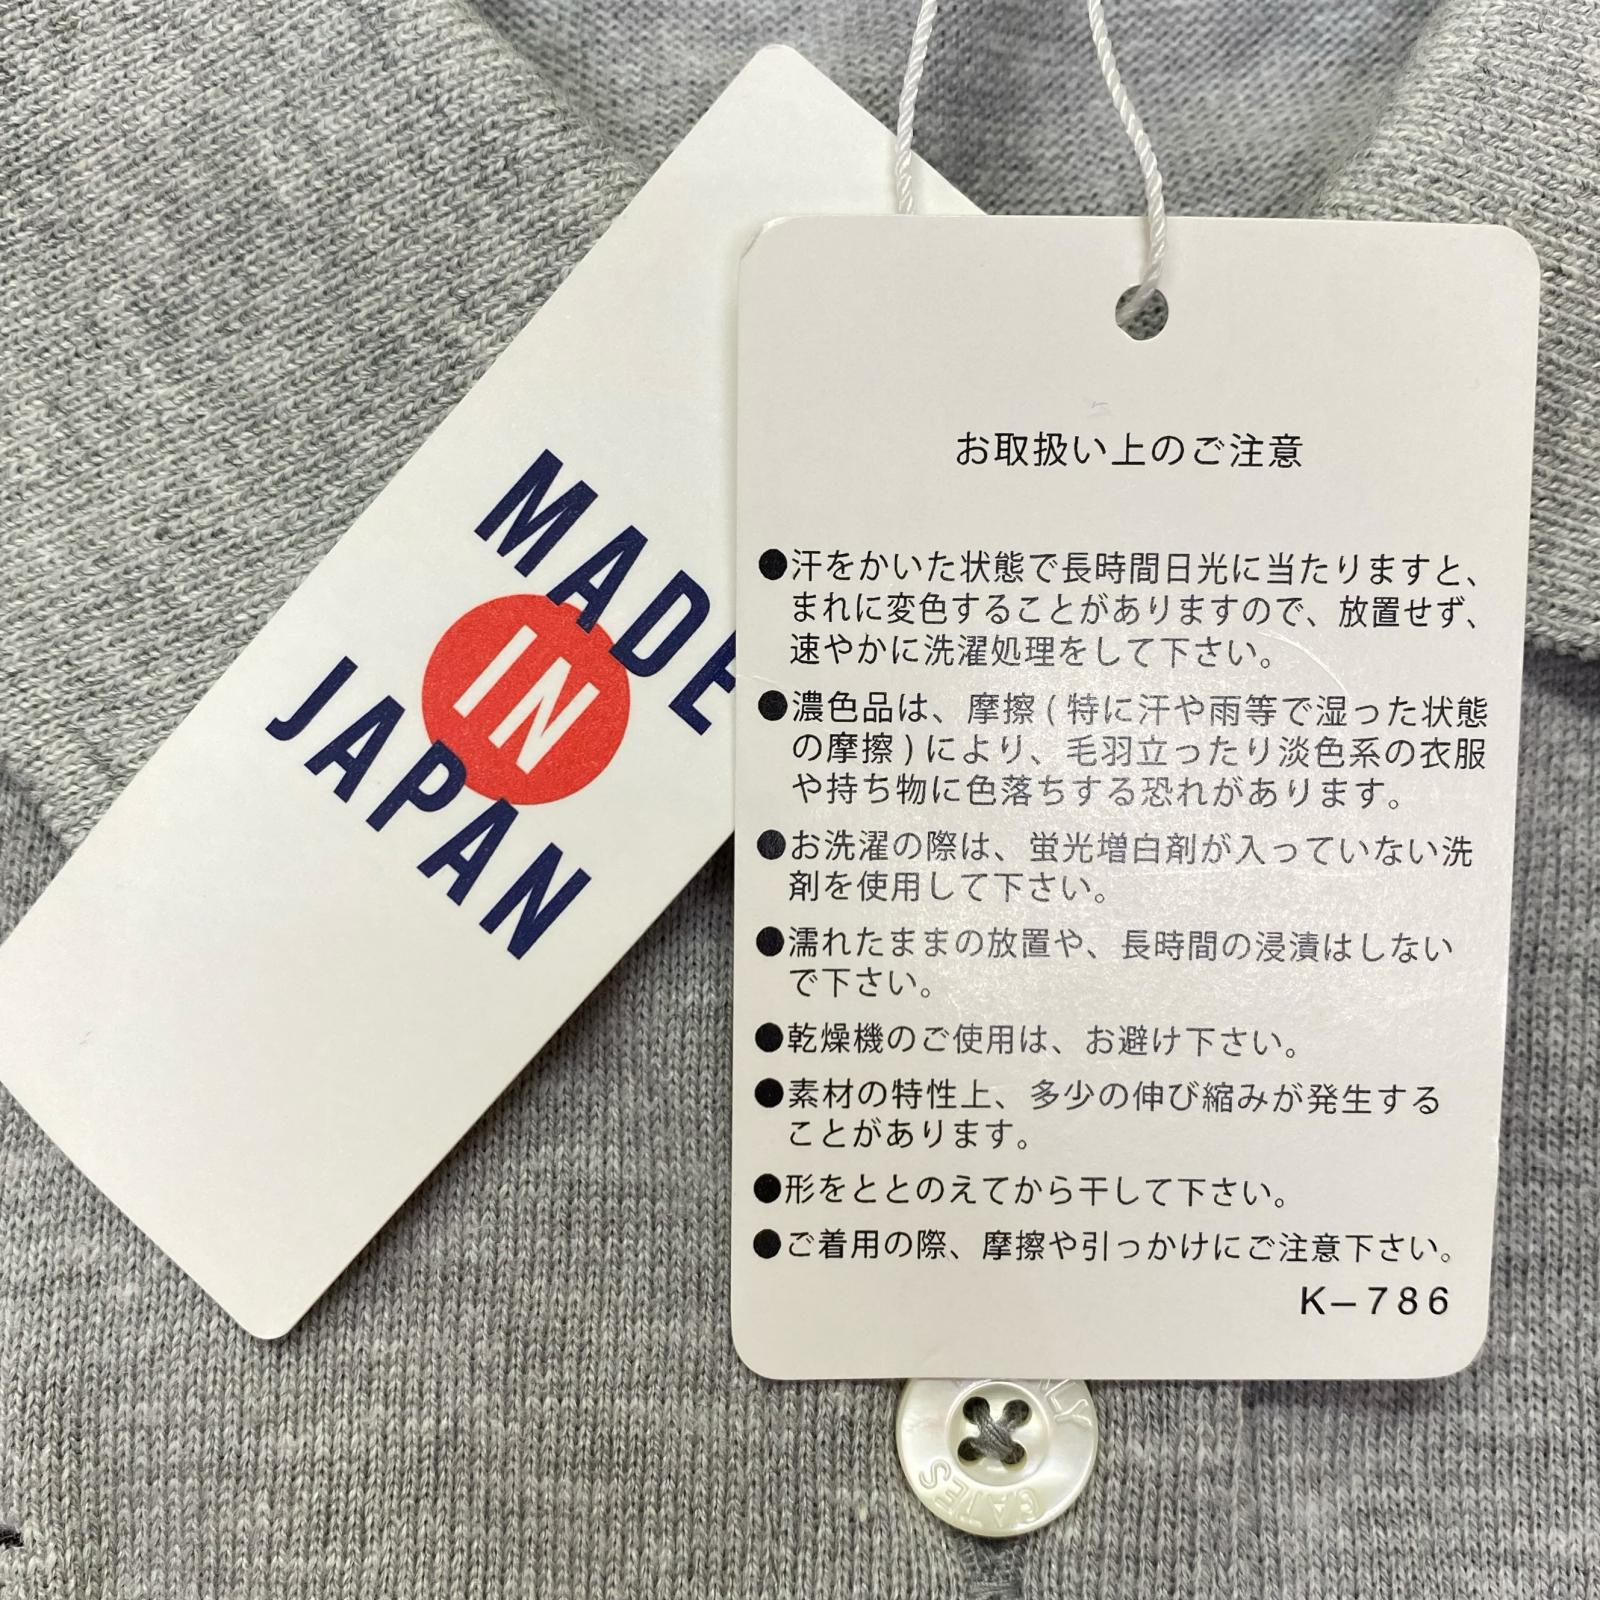 MADE
IN
JAPAN
お取扱い上のご注意
●汗をかいた状態で長時間日光に当たりますと、
まれに変色することがありますので、放置せず、
速やかに洗濯処理をして下さい。
●濃色品は、摩擦(特に汗や雨等で湿った状態
の摩擦)により、毛羽立ったり淡色系の衣服
や持ち物に色落ちする恐れがあります。
●お洗濯の際は、蛍光増白剤が入っていない洗
剤を使用して下さい。
●濡れたままの放置や、長時間の浸漬はしない
で下さい。
●乾燥機のご使用は、お避け下さい。
●素材の特性上、多少の伸び縮みが発生する
ことがあります。
●形をととのえてから干して下さい。
●ご着用の際、摩擦や引っかけにご注意下さい。
K-786
GATES